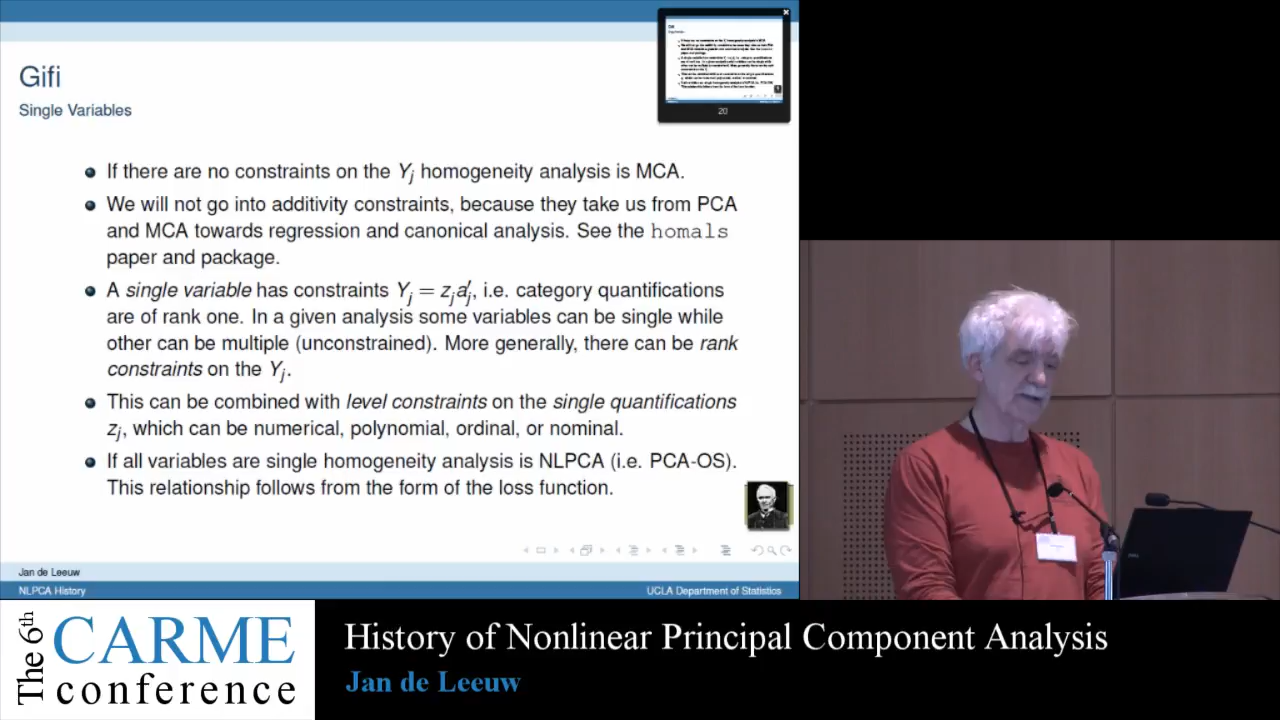 Gifi
Single Variables
20
If there are no constraints on the Yj homogeneity analysis is MCA.
We will not go into additivity constraints, because they take us from PCA
and MCA towards regression and canonical analysis. See the homals
paper and package.
A single variable has constraints Yj = zja′j, i.e. category quantifications
are of rank one. In a given analysis some variables can be single while
other can be multiple (unconstrained). More generally, there can be rank
constraints on the Yj.
This can be combined with level constraints on the single quantifications
zj, which can be numerical, polynomial, ordinal, or nominal.
If all variables are single homogeneity analysis is NLPCA (i.e. PCA-OS).
This relationship follows from the form of the loss function.
Jan de Leeuw
NLPCA History
UCLA Department of Statistics
The 6th
CARME
conference
History of Nonlinear Principal Component Analysis
Jan de Leeuw